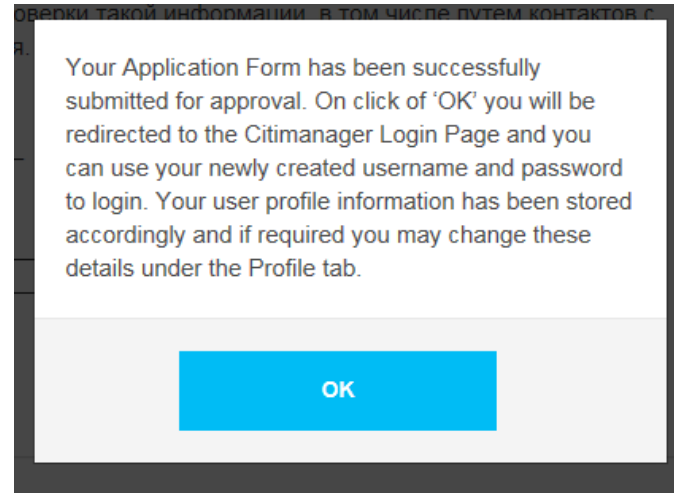 оверки такой информации, в том числе путем контактов с
я.
Your Application Form has been successfully
submitted for approval. On click of ‘OK’ you will be
redirected to the Citimanager Login Page and you
can use your newly created username and password
to login. Your user profile information has been stored
accordingly and if required you may change these
details under the Profile tab.
OK